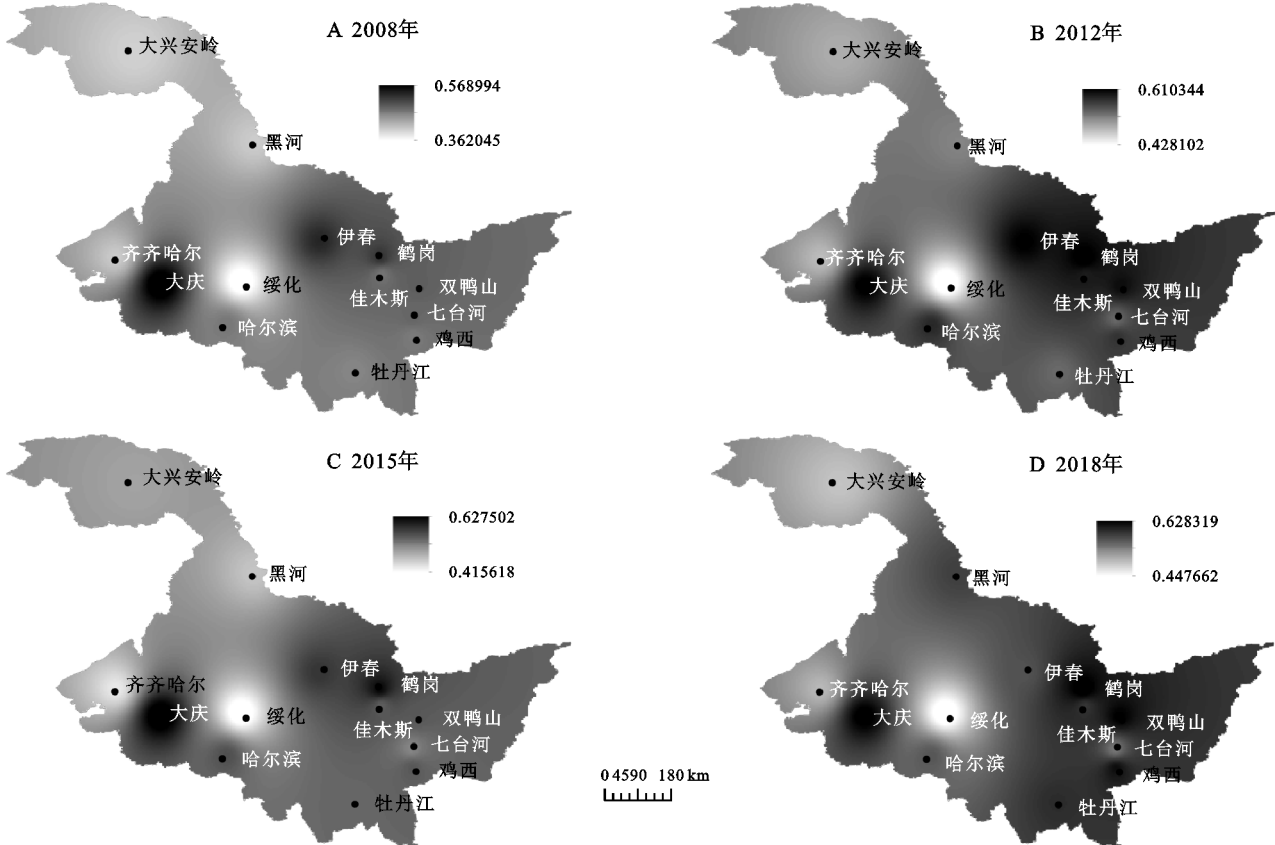 A 2008年
大兴安岭
0.568994
0.362045
黑河
伊春
齐齐哈尔
鹤岗
大庆
绥化
佳木斯
双鸭山
七台河
哈尔滨
鸡西
牡丹江
B 2012年
大兴安岭
0.610344
0.428102
黑河
伊春
齐齐哈尔
鹤岗
大庆
绥化
佳木斯
双鸭山
七台河
哈尔滨
鸡西
牡丹江
C 2015年
大兴安岭
0.627502
0.415618
黑河
伊春
齐齐哈尔
鹤岗
大庆
绥化
佳木斯
双鸭山
七台河
哈尔滨
鸡西
牡丹江
D 2018年
大兴安岭
0.628319
0.447662
黑河
伊春
齐齐哈尔
鹤岗
大庆
绥化
佳木斯
双鸭山
七台河
哈尔滨
鸡西
牡丹江
0 4590 180 km